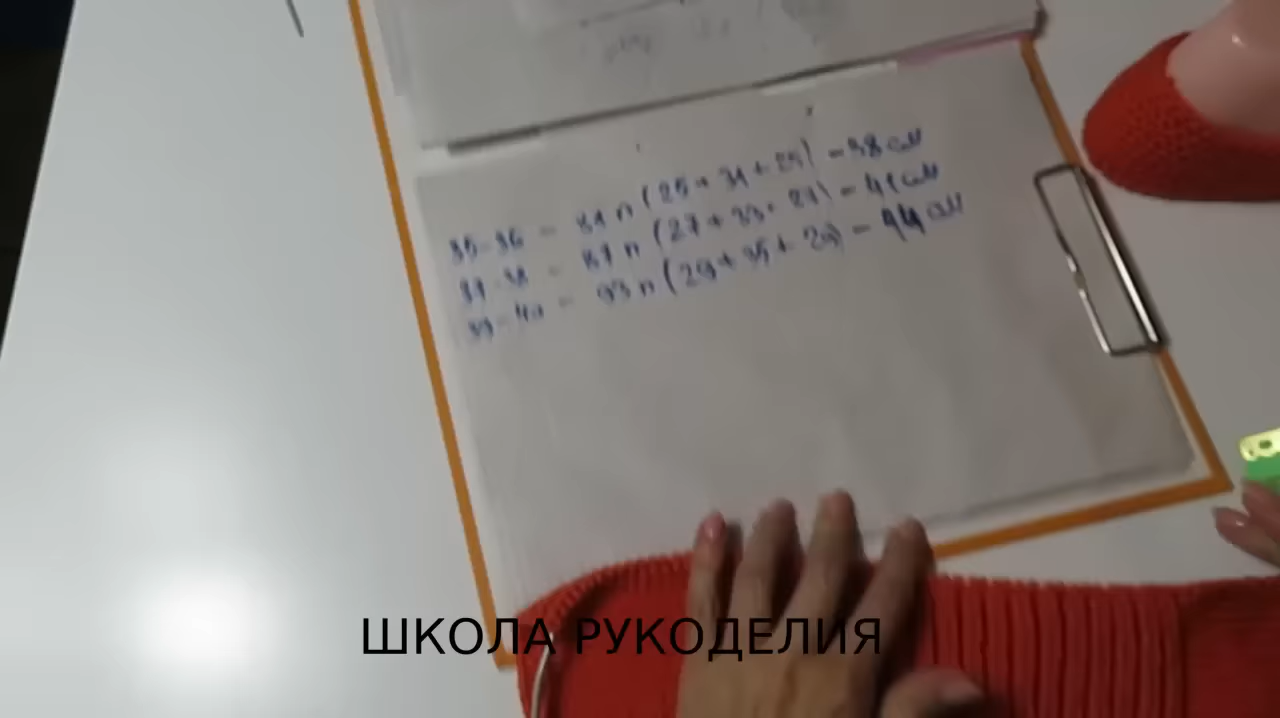 35-36 - 81 п (25+31+25) - 38 см
37-38 - 87 п (27+33+27) - 41 см
39-40 - 93 п (29+35+29) - 44 см
ШКОЛА РУКОДЕЛИЯ